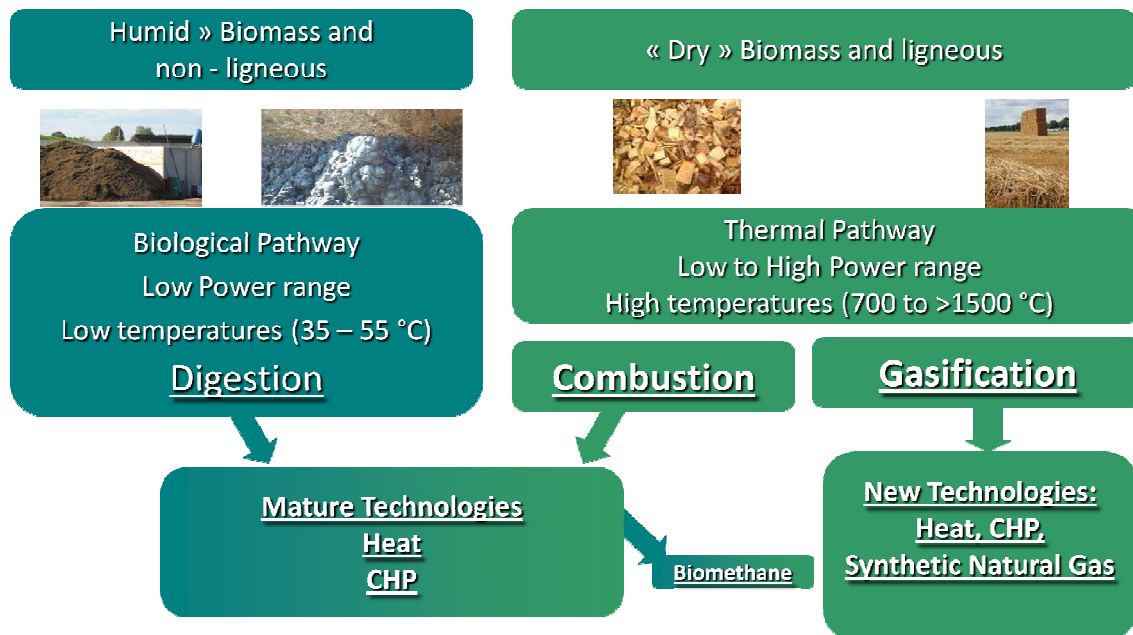 Humid » Biomass and
non - ligneous
« Dry » Biomass and ligneous
Biological Pathway
Low Power range
Low temperatures (35 – 55 °C)
Digestion
Thermal Pathway
Low to High Power range
High temperatures (700 to >1500 °C)
Combustion
Gasification
Mature Technologies
Heat
CHP
Biomethane
New Technologies:
Heat, CHP,
Synthetic Natural Gas